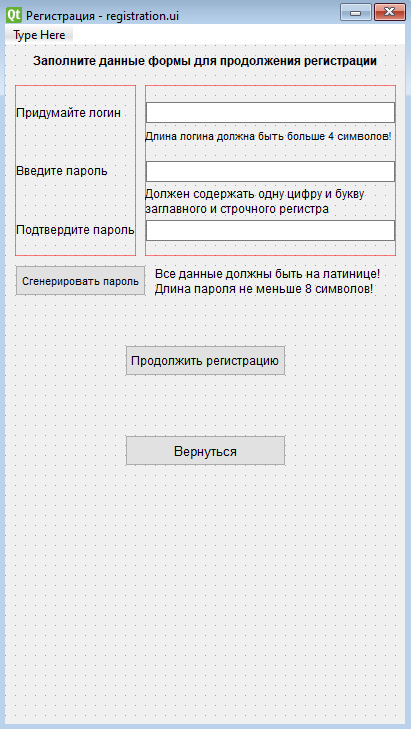 Qt Регистрация - registration.ui
Type Here
Заполните данные формы для продолжения регистрации
Придумайте логин
Длина логина должна быть больше 4 символов!
Введите пароль
Должен содержать одну цифру и букву
заглавного и строчного регистра
Подтвердите пароль
Сгенерировать пароль
Все данные должны быть на латинице!
Длина пароля не меньше 8 символов!
Продолжить регистрацию
Вернуться